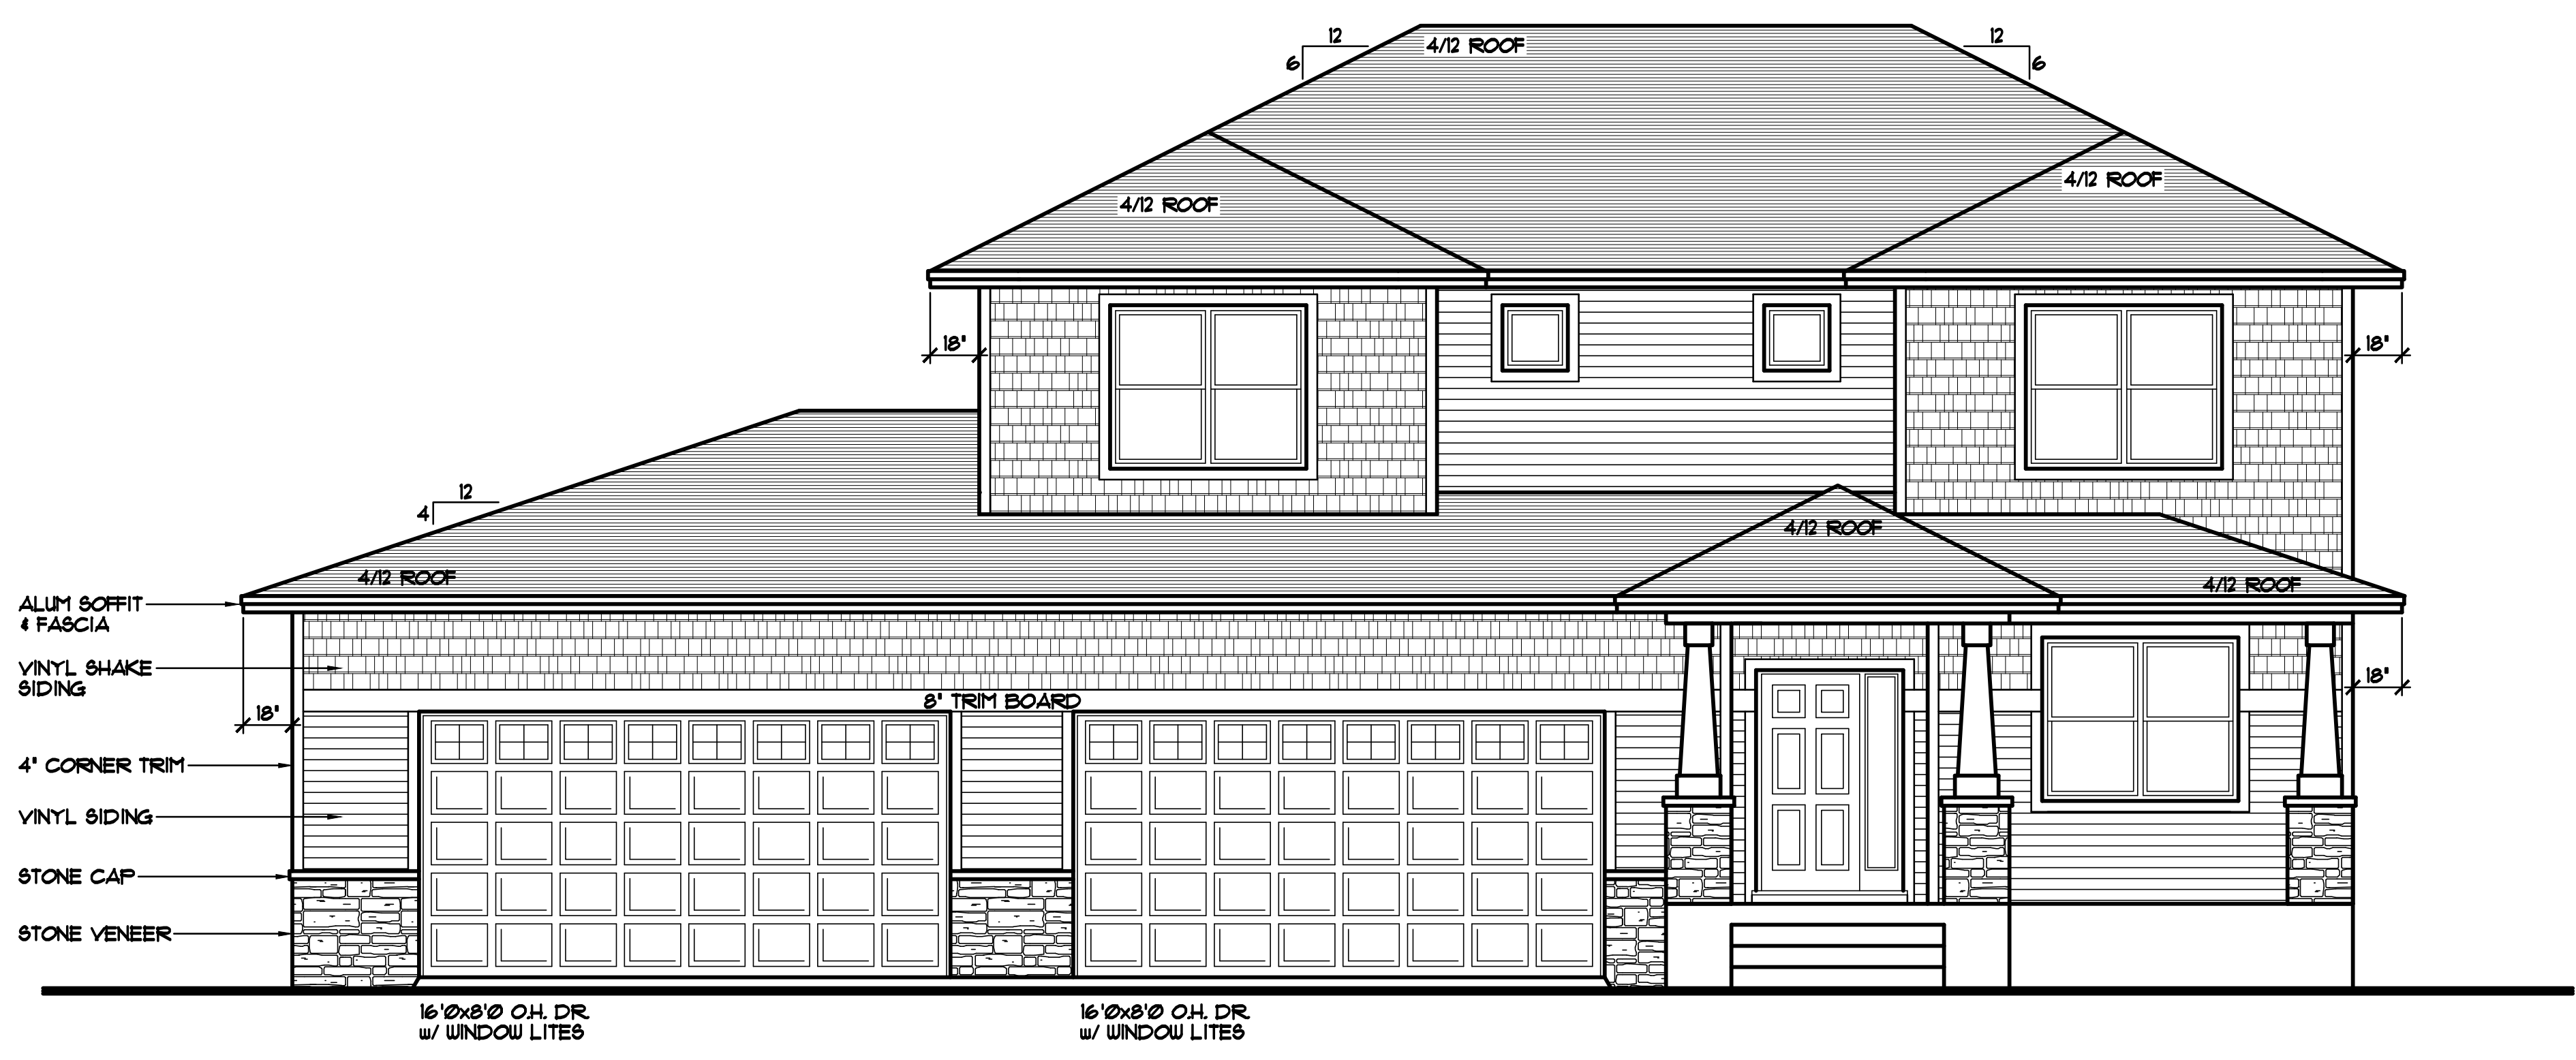 12
6
4/12 ROOF
12
6
4/12 ROOF
4/12 ROOF
18"
18"
12
4
4/12 ROOF
4/12 ROOF
4/12 ROOF
ALUM SOFFIT
& FASCIA
VINYL SHAKE
SIDING
18"
18"
8" TRIM BOARD
4" CORNER TRIM
VINYL SIDING
STONE CAP
STONE VENEER
16'0x8'0 O.H. DR
w/ WINDOW LITES
16'0x8'0 O.H. DR
w/ WINDOW LITES